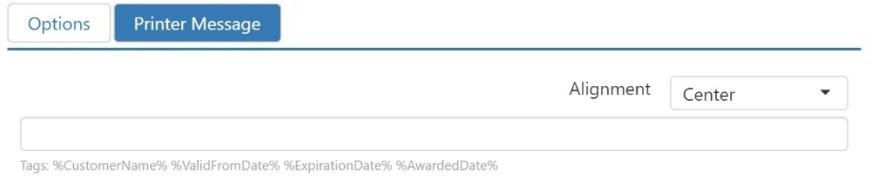 Options Printer Message
Alignment Center
Tags: %CustomerName% %ValidFromDate% %ExpirationDate% %AwardedDate%